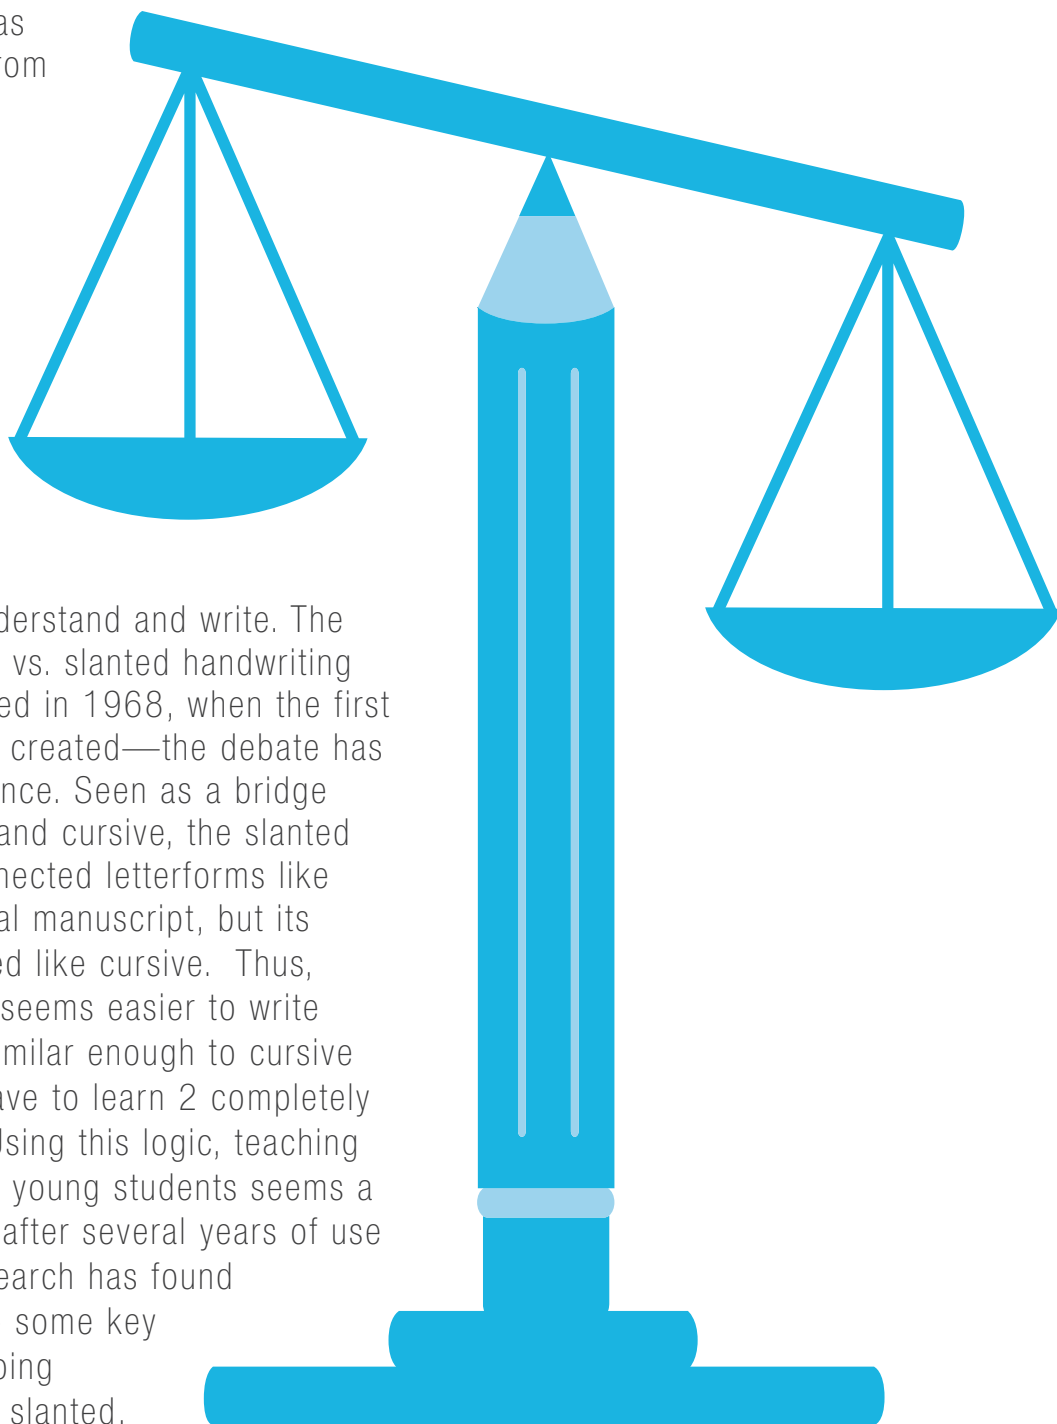 as
rom
derstand and write. The
vs. slanted handwriting
ed in 1968, when the first
created—the debate has
nce. Seen as a bridge
and cursive, the slanted
nected letterforms like
al manuscript, but its
ed like cursive.  Thus,
seems easier to write
milar enough to cursive
ave to learn 2 completely
Using this logic, teaching
young students seems a
after several years of use
earch has found
some key
ping
slanted.